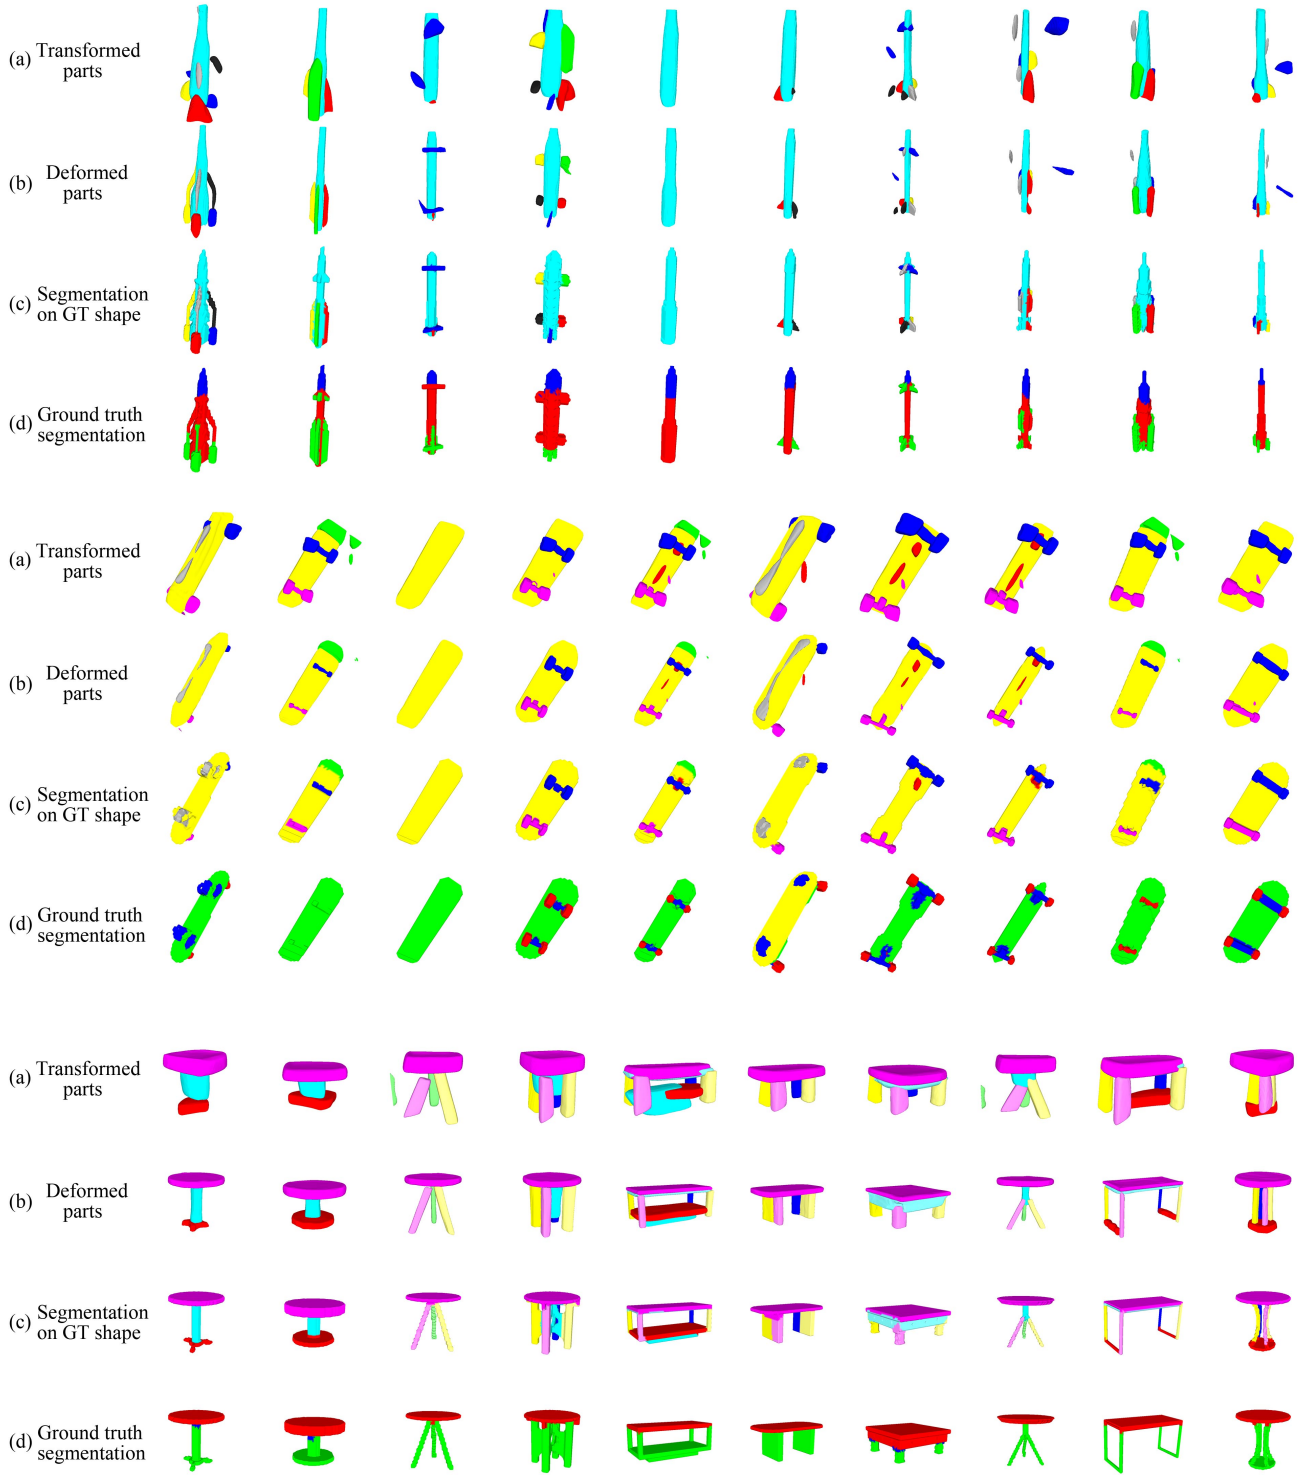 (a) Transformed
parts
(b) Deformed
parts
(c) Segmentation
on GT shape
(d) Ground truth
segmentation
(a) Transformed
parts
(b) Deformed
parts
(c) Segmentation
on GT shape
(d) Ground truth
segmentation
(a) Transformed
parts
(b) Deformed
parts
(c) Segmentation
on GT shape
(d) Ground truth
segmentation